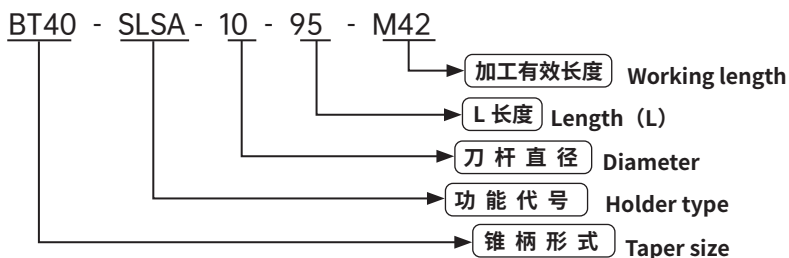 BT40 - SLSA - 10 - 95 - M42
加工有效长度 Working length
L 长度 Length（L）
刀 杆 直 径 Diameter
功 能 代 号 Holder type
锥 柄 形 式 Taper size